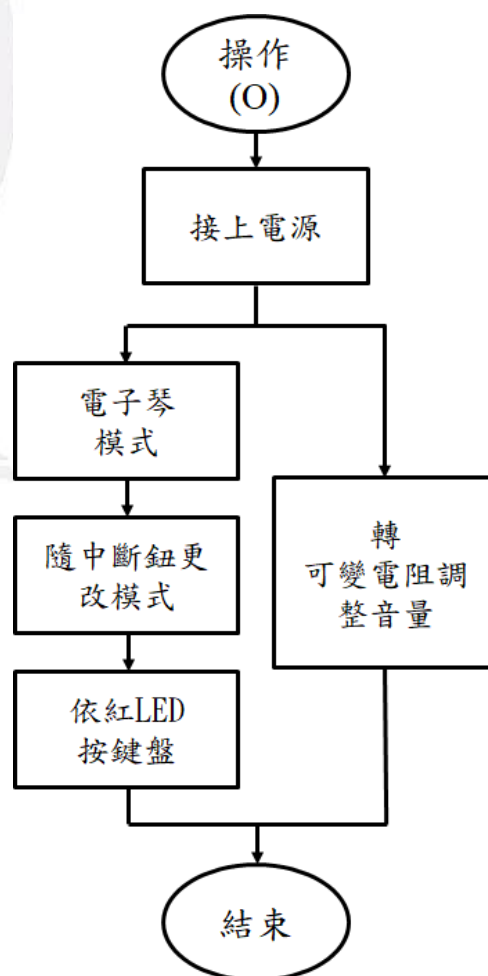 操作
(O)
接上電源
電子琴
模式
隨中斷鈕更
改模式
依紅LED
按鍵盤
轉
可變電阻調
整音量
結束